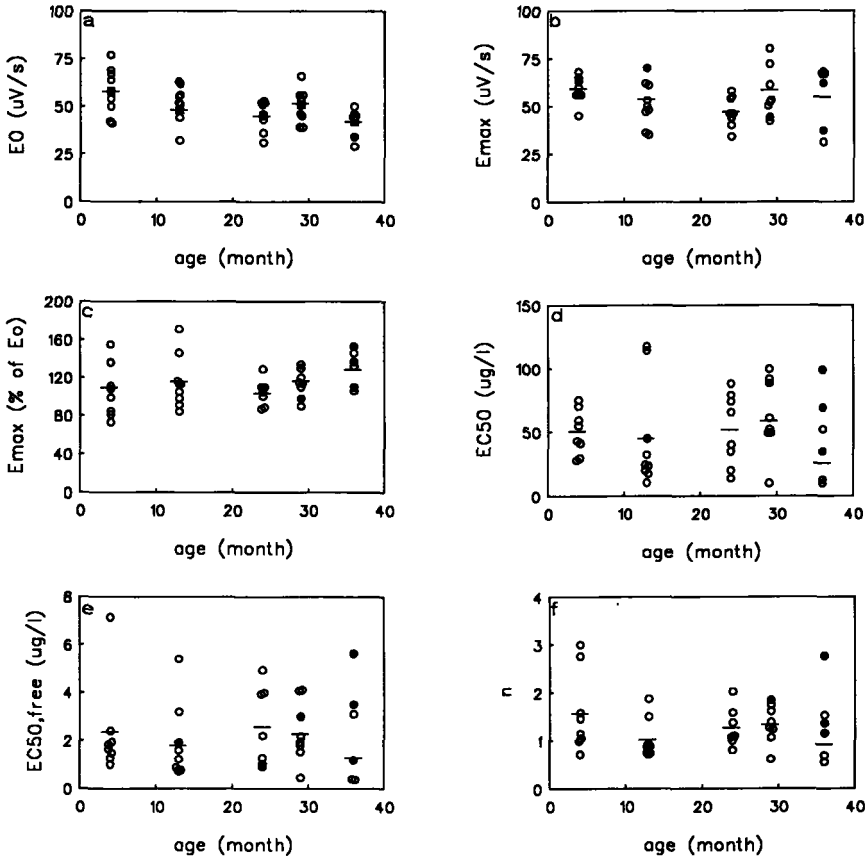 a
100
75
50
25
0
E0 (uV/s)
0 10 20 30 40
age (month)
b
100
75
50
25
0
Emax (uV/s)
0 10 20 30 40
age (month)
c
200
160
120
80
40
0
Emax (% of Eo)
0 10 20 30 40
age (month)
d
150
100
50
0
EC50 (ug/l)
0 10 20 30 40
age (month)
e
8
6
4
2
0
EC50,free (ug/l)
0 10 20 30 40
age (month)
f
4
3
2
1
0
n
0 10 20 30 40
age (month)